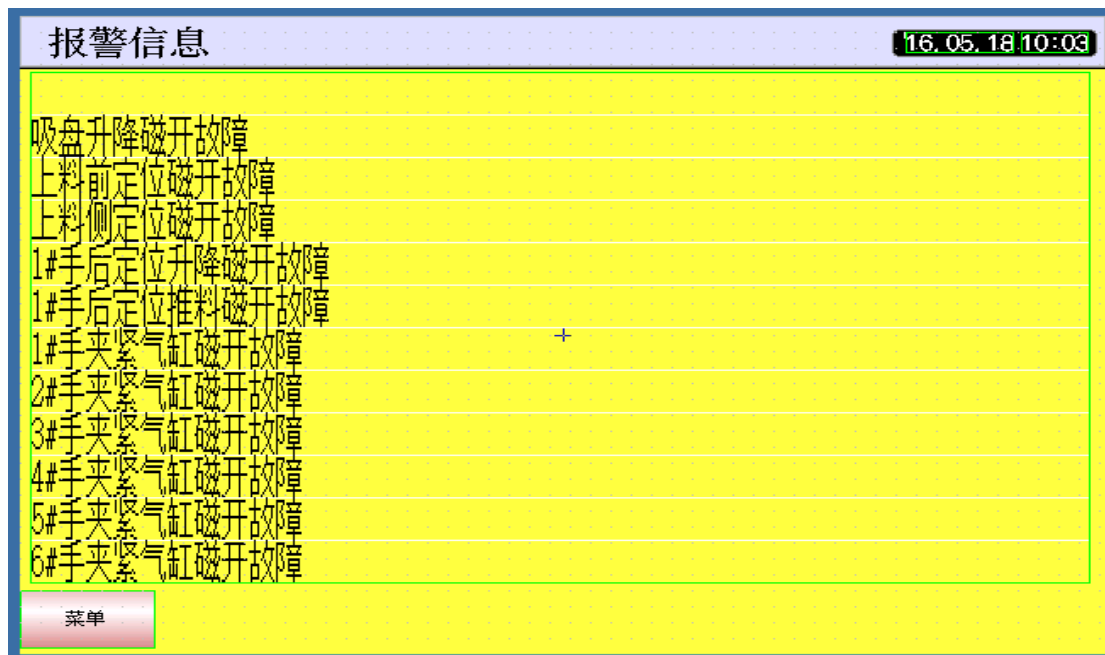 报警信息
16.05.18 10:03
吸盘升降磁开故障
上料前定位磁开故障
上料侧定位磁开故障
1#手后定位升降磁开故障
1#手后定位推料磁开故障
1#手夹紧气缸磁开故障
2#手夹紧气缸磁开故障
3#手夹紧气缸磁开故障
4#手夹紧气缸磁开故障
5#手夹紧气缸磁开故障
6#手夹紧气缸磁开故障
菜单